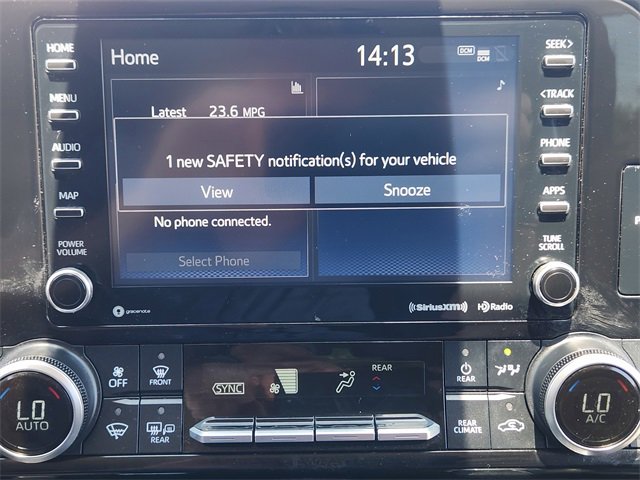 HOME
MENU
AUDIO
MAP
POWER
VOLUME
Home
14:13
DCM
DCM
Latest 23.6 MPG
1 new SAFETY notification(s) for your vehicle
View
Snooze
No phone connected.
Select Phone
gracenote
((SiriusXM))
HD Radio
SEEK>
<TRACK
PHONE
APPS
TUNE
SCROLL
LO
AUTO
OFF
FRONT
REAR
SYNC
REAR
REAR
REAR
CLIMATE
LO
A/C